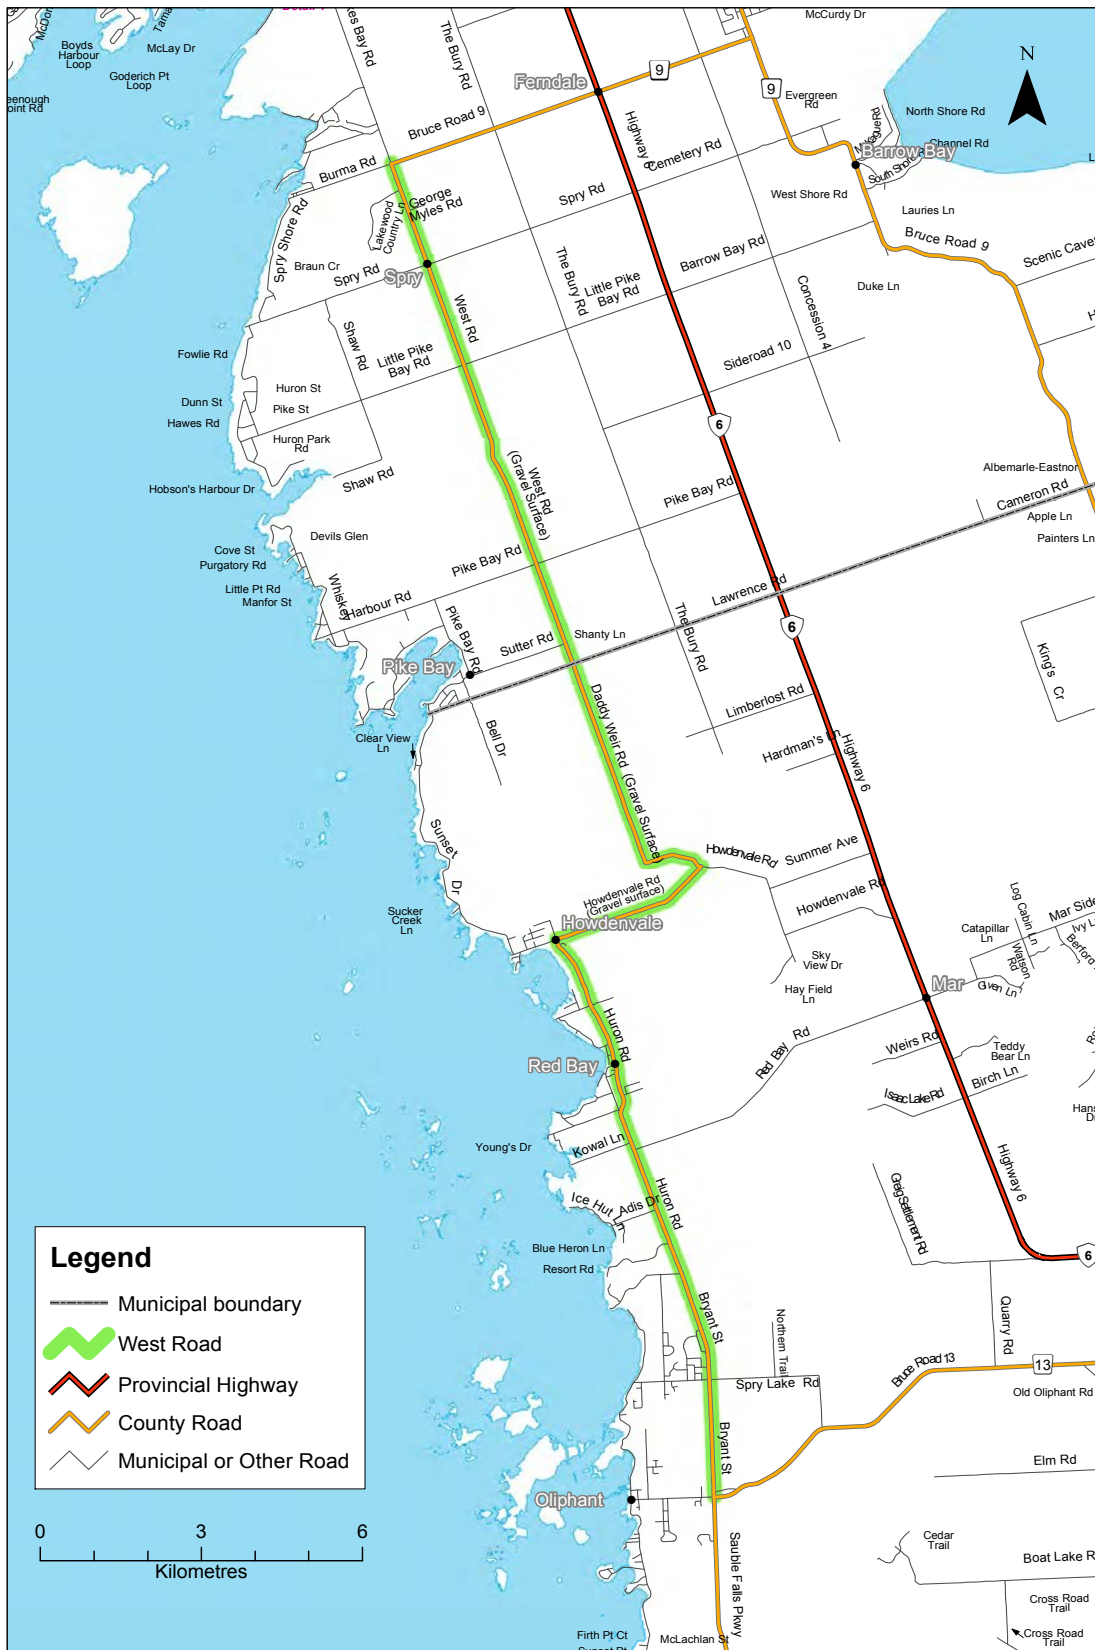 McLay Dr
Boyds
Harbour
Loop
Goderich Pt
Loop
The Bury Rd
McCurdy Dr
N
Ferndale
9
9
Bruce Road 9
Highway 6
Evergreen
Rd
North Shore Rd
Channel Rd
Barrow Bay
Cemetery Rd
Burma Rd
Spry Rd
West Shore Rd
Lauries Ln
George
Myles Rd
Lakewood
Country Ln
Spry Shore Rd
Braun Cr
Spry Rd
Spry
Barrow Bay Rd
Bruce Road 9
Scenic Caves
The Bury Rd
Little Pike
Bay Rd
Duke Ln
Concession 4
West Rd
Shaw Rd
Little Pike
Bay Rd
Sideroad 10
Fowlie Rd
Huron St
Dunn St
Pike St
Hawes Rd
Huron Park
Rd
6
Shaw Rd
West Rd
(Gravel Surface)
Pike Bay Rd
Albemarle-Eastnor
Cameron Rd
Hobson's Harbour Dr
Apple Ln
Painters Ln
Devils Glen
Cove St
Purgatory Rd
Pike Bay Rd
Little Pt Rd
Manfor St
Whiskey
Harbour Rd
Lawrence Rd
6
Pike Bay Rd
Sutter Rd
Shanty Ln
The Bury Rd
Pike Bay
King's Cr
Limberlost Rd
Daddy Weir Rd (Gravel Surface)
Bell Dr
Clear View
Ln
Hardman's Ln
Highway 6
Sunset Dr
Howdenvale Rd
Summer Ave
Howdenvale Rd
(Gravel surface)
Howdenvale Rd
Sucker
Creek
Ln
Howdenvale
Log Cabin Ln
Mar Side
Catapillar
Ln
Watson
Rd
Sky
View Dr
Hay Field
Ln
Mar
Given Ln
Huron Rd
Red Bay Rd
Weirs Rd
Teddy
Bear Ln
Red Bay
Birch Ln
Isaac Lake Rd
Young's Dr
Kowal Ln
Highway 6
Huron Rd
Ice Hut Ln
Adis Dr
Greig Settlement Rd
Blue Heron Ln
Resort Rd
6
Legend
Municipal boundary
West Road
Provincial Highway
County Road
Municipal or Other Road
Bryant St
Northern Trail
Quarry Rd
Bruce Road 13
13
Spry Lake Rd
Old Oliphant Rd
Bryant St
Elm Rd
Oliphant
0 3 6
Kilometres
Sauble Falls Pkwy
Cedar
Trail
Boat Lake R
Cross Road
Trail
Cross Road
Trail
Firth Pt Ct
McLachlan St